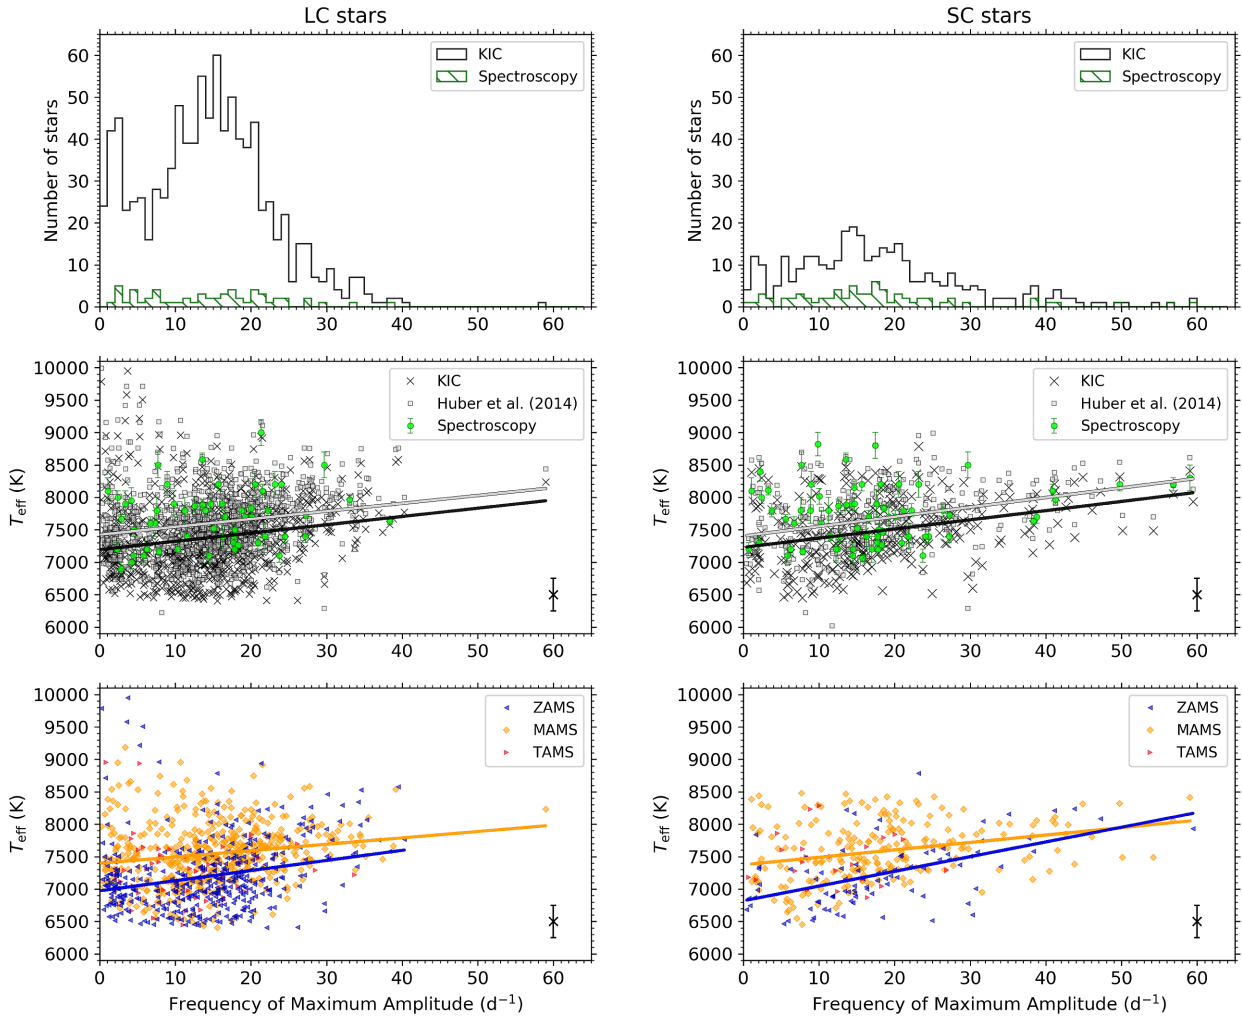 LC stars
SC stars
60
50
40
30
20
10
0
Number of stars
KIC
Spectroscopy
0 10 20 30 40 50 60
60
50
40
30
20
10
0
Number of stars
KIC
Spectroscopy
0 10 20 30 40 50 60
10000
9500
9000
8500
8000
7500
7000
6500
6000
Teff (K)
KIC
Huber et al. (2014)
Spectroscopy
0 10 20 30 40 50 60
10000
9500
9000
8500
8000
7500
7000
6500
6000
Teff (K)
KIC
Huber et al. (2014)
Spectroscopy
0 10 20 30 40 50 60
10000
9500
9000
8500
8000
7500
7000
6500
6000
Teff (K)
ZAMS
MAMS
TAMS
0 10 20 30 40 50 60
Frequency of Maximum Amplitude (d⁻¹)
10000
9500
9000
8500
8000
7500
7000
6500
6000
Teff (K)
ZAMS
MAMS
TAMS
0 10 20 30 40 50 60
Frequency of Maximum Amplitude (d⁻¹)